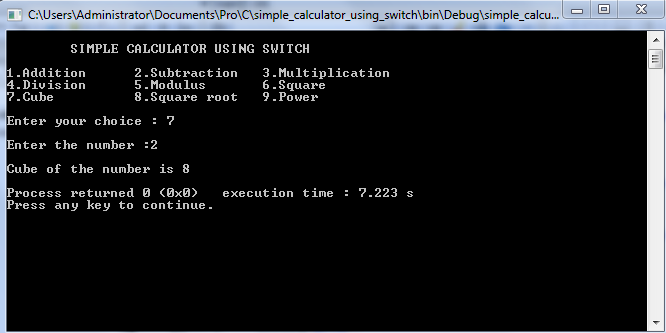 C:\Users\Administrator\Documents\Pro\C\simple_calculator_using_switch\bin\Debug\simple_calcu...
SIMPLE CALCULATOR USING SWITCH
1.Addition 2.Subtraction 3.Multiplication
4.Division 5.Modulus 6.Square
7.Cube 8.Square root 9.Power
Enter your choice : 7
Enter the number :2
Cube of the number is 8
Process returned 0 (0x0) execution time : 7.223 s
Press any key to continue.